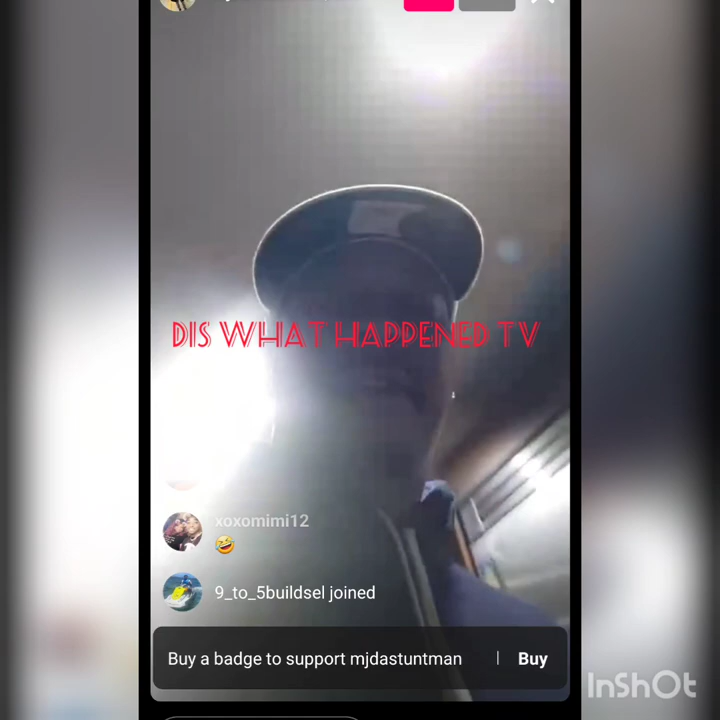 DIS WHAT HAPPENED TV
xoxomimi12
🤣
9_to_5buildsel joined
Buy a badge to support mjdastuntman | Buy
InShOt